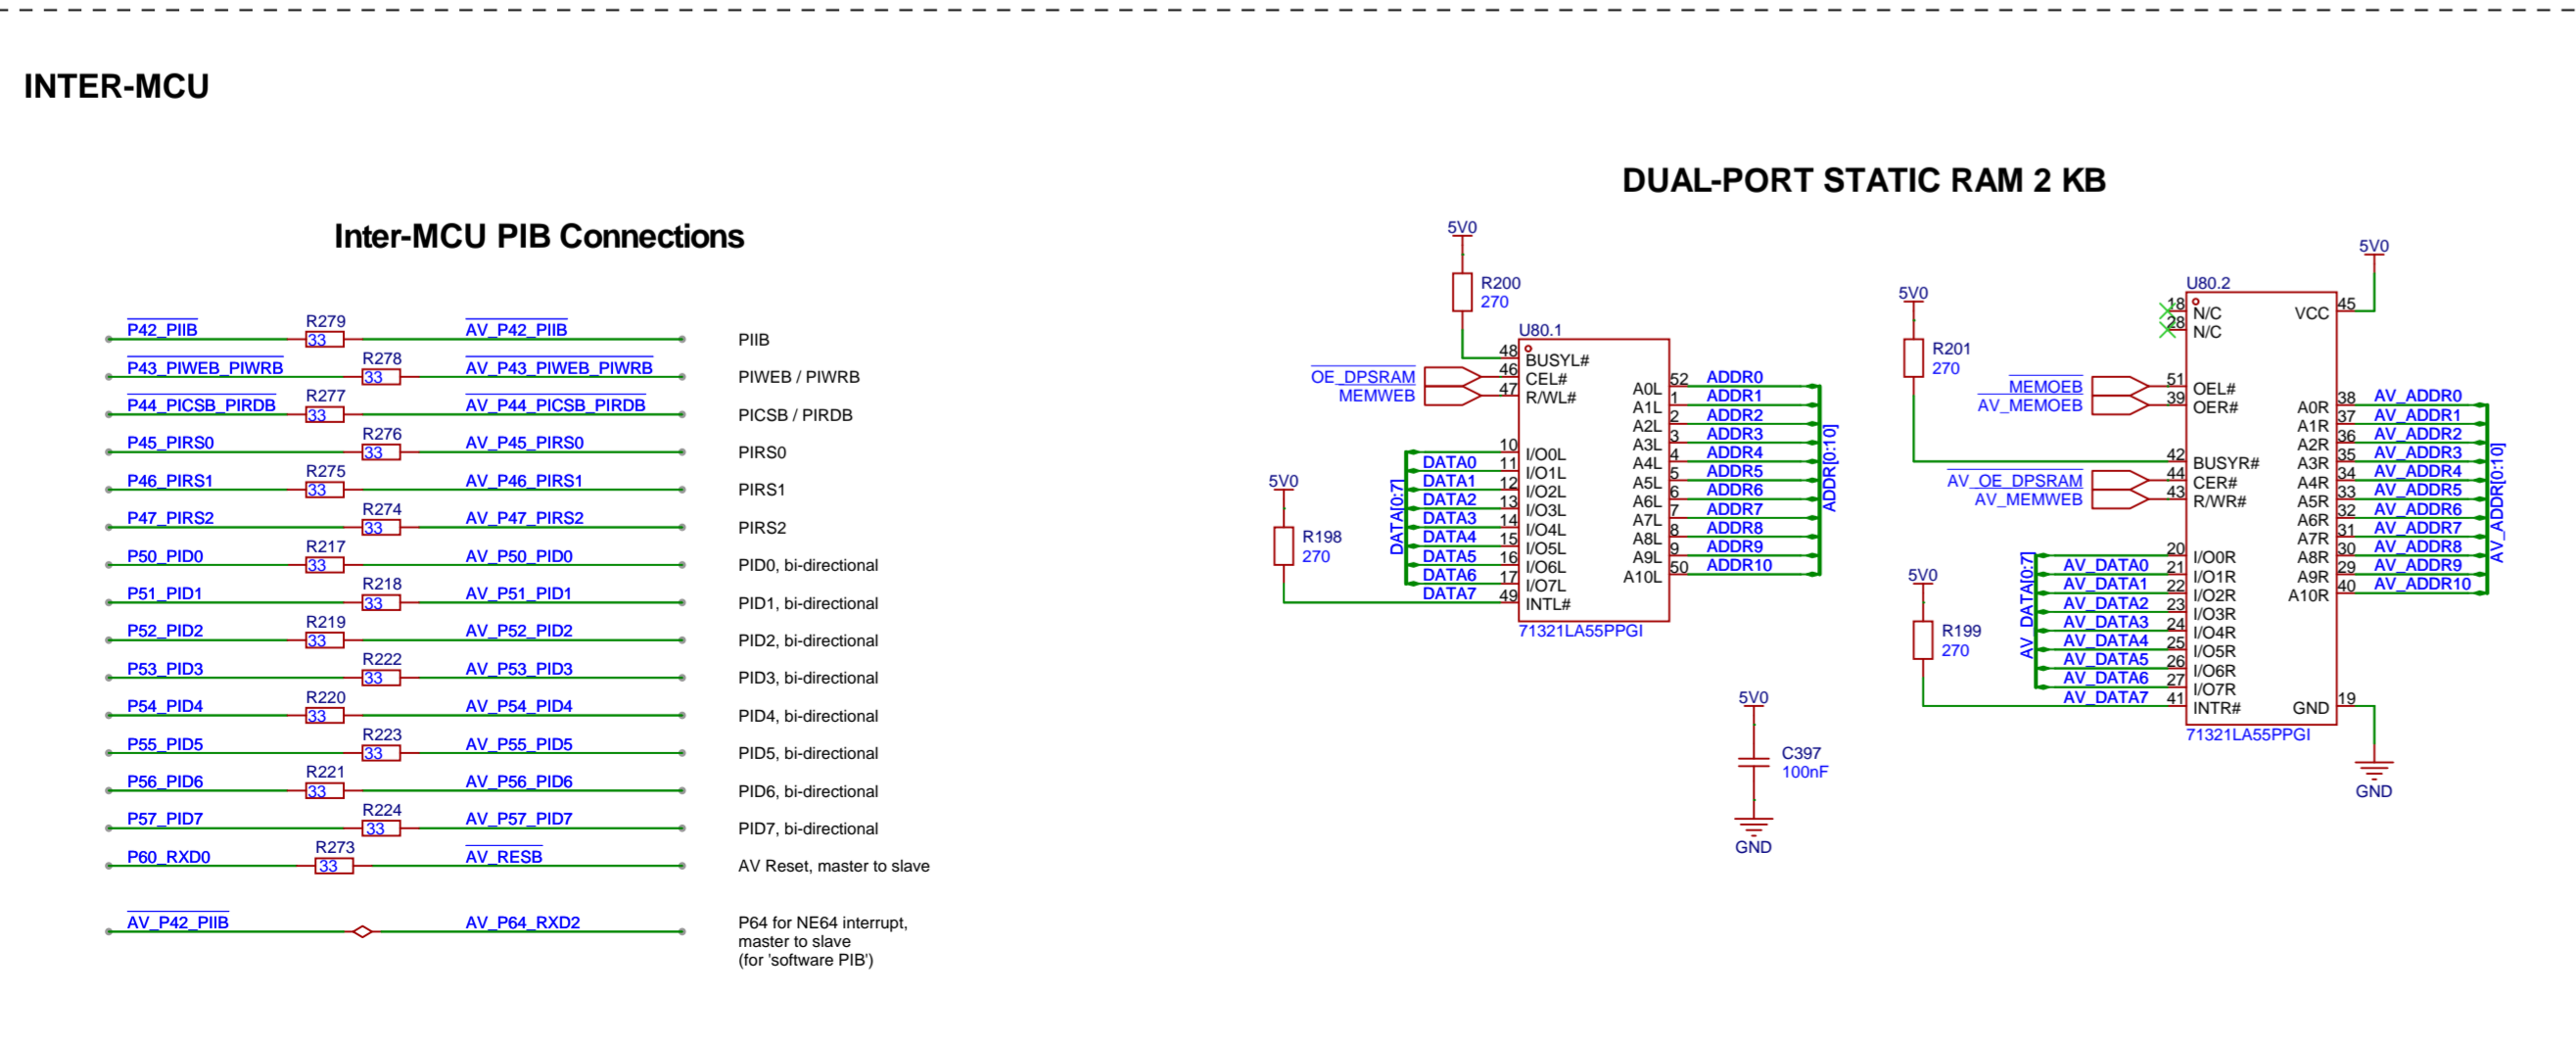 INTER-MCU
Inter-MCU PIB Connections
P42_PIIB R279 33 AV_P42_PIIB PIIB
P43_PIWEB_PIWRB R278 33 AV_P43_PIWEB_PIWRB PIWEB / PIWRB
P44_PICSB_PIRDB R277 33 AV_P44_PICSB_PIRDB PICSB / PIRDB
P45_PIRS0 R276 33 AV_P45_PIRS0 PIRS0
P46_PIRS1 R275 33 AV_P46_PIRS1 PIRS1
P47_PIRS2 R274 33 AV_P47_PIRS2 PIRS2
P50_PID0 R217 33 AV_P50_PID0 PID0, bi-directional
P51_PID1 R218 33 AV_P51_PID1 PID1, bi-directional
P52_PID2 R219 33 AV_P52_PID2 PID2, bi-directional
P53_PID3 R222 33 AV_P53_PID3 PID3, bi-directional
P54_PID4 R220 33 AV_P54_PID4 PID4, bi-directional
P55_PID5 R223 33 AV_P55_PID5 PID5, bi-directional
P56_PID6 R221 33 AV_P56_PID6 PID6, bi-directional
P57_PID7 R224 33 AV_P57_PID7 PID7, bi-directional
P60_RXD0 R273 33 AV_RESB AV Reset, master to slave
AV_P42_PIIB AV_P64_RXD2 P64 for NE64 interrupt,
master to slave
(for 'software PIB')
DUAL-PORT STATIC RAM 2 KB
5V0
R200
270
U80.1
48 BUSYL#
OE_DPSRAM 46 CEL#
MEMWEB 47 R/WL#
A0L 52 ADDR0
A1L 1 ADDR1
A2L 2 ADDR2
A3L 3 ADDR3
A4L 4 ADDR4
A5L 5 ADDR5
A6L 6 ADDR6
A7L 7 ADDR7
A8L 8 ADDR8
A9L 9 ADDR9
A10L 50 ADDR10
ADDR[0:10]
DATA[0:7]
DATA0 10 I/O0L
DATA1 11 I/O1L
DATA2 12 I/O2L
DATA3 13 I/O3L
DATA4 14 I/O4L
DATA5 15 I/O5L
DATA6 16 I/O6L
DATA7 17 I/O7L
49 INTL#
71321LA55PPGI
5V0
R198
270
5V0
C397
100nF
GND
5V0
R201
270
U80.2
18 N/C
28 N/C
VCC 45
5V0
MEMOEB 51 OEL#
AV_MEMOEB 39 OER#
42 BUSYR#
AV_OE_DPSRAM 44 CER#
AV_MEMWEB 43 R/WR#
A0R 38 AV_ADDR0
A1R 37 AV_ADDR1
A2R 36 AV_ADDR2
A3R 35 AV_ADDR3
A4R 34 AV_ADDR4
A5R 33 AV_ADDR5
A6R 32 AV_ADDR6
A7R 31 AV_ADDR7
A8R 30 AV_ADDR8
A9R 29 AV_ADDR9
A10R 40 AV_ADDR10
AV_ADDR[0:10]
AV_DATA[0:7]
AV_DATA0 20 I/O0R
AV_DATA1 21 I/O1R
AV_DATA2 22 I/O2R
AV_DATA3 23 I/O3R
AV_DATA4 24 I/O4R
AV_DATA5 25 I/O5R
AV_DATA6 26 I/O6R
AV_DATA7 27 I/O7R
41 INTR#
GND 19
71321LA55PPGI
5V0
R199
270
GND